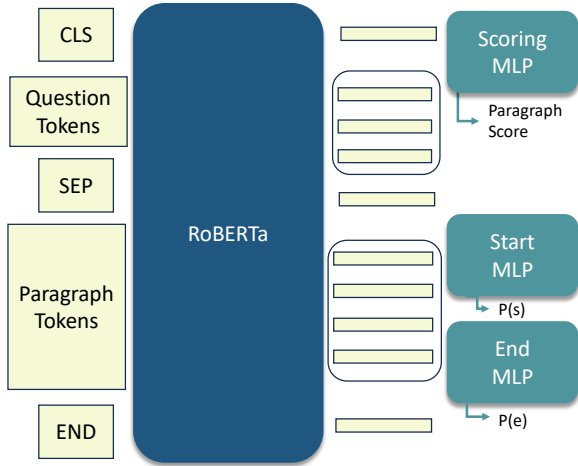 CLS
Question
Tokens
SEP
Paragraph
Tokens
END
RoBERTa
Scoring
MLP
Paragraph
Score
Start
MLP
P(s)
End
MLP
P(e)